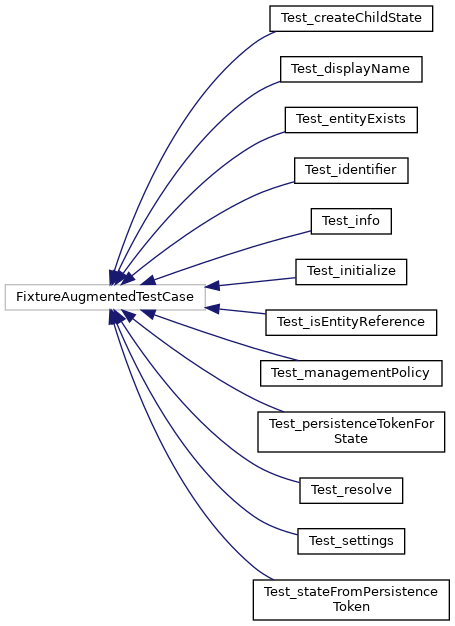 Test_createChildState
Test_displayName
Test_entityExists
Test_identifier
Test_info
Test_initialize
FixtureAugmentedTestCase
Test_isEntityReference
Test_managementPolicy
Test_persistenceTokenFor
State
Test_resolve
Test_settings
Test_stateFromPersistence
Token